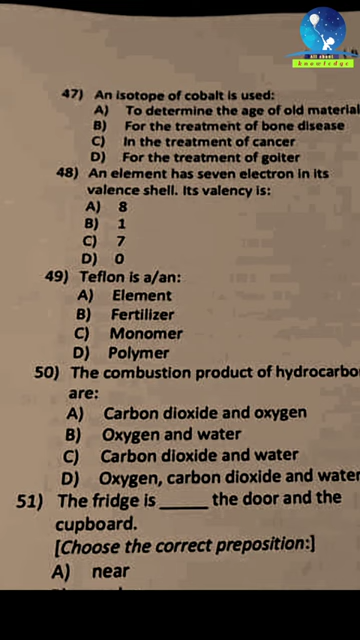 47) An isotope of cobalt is used:
A) To determine the age of old material
B) For the treatment of bone disease
C) In the treatment of cancer
D) For the treatment of goiter
48) An element has seven electron in its
valence shell. Its valency is:
A) 8
B) 1
C) 7
D) 0
49) Teflon is a/an:
A) Element
B) Fertilizer
C) Monomer
D) Polymer
50) The combustion product of hydrocarbo
are:
A) Carbon dioxide and oxygen
B) Oxygen and water
C) Carbon dioxide and water
D) Oxygen, carbon dioxide and water
51) The fridge is _____ the door and the
cupboard.
[Choose the correct preposition:]
A) near
knowledge